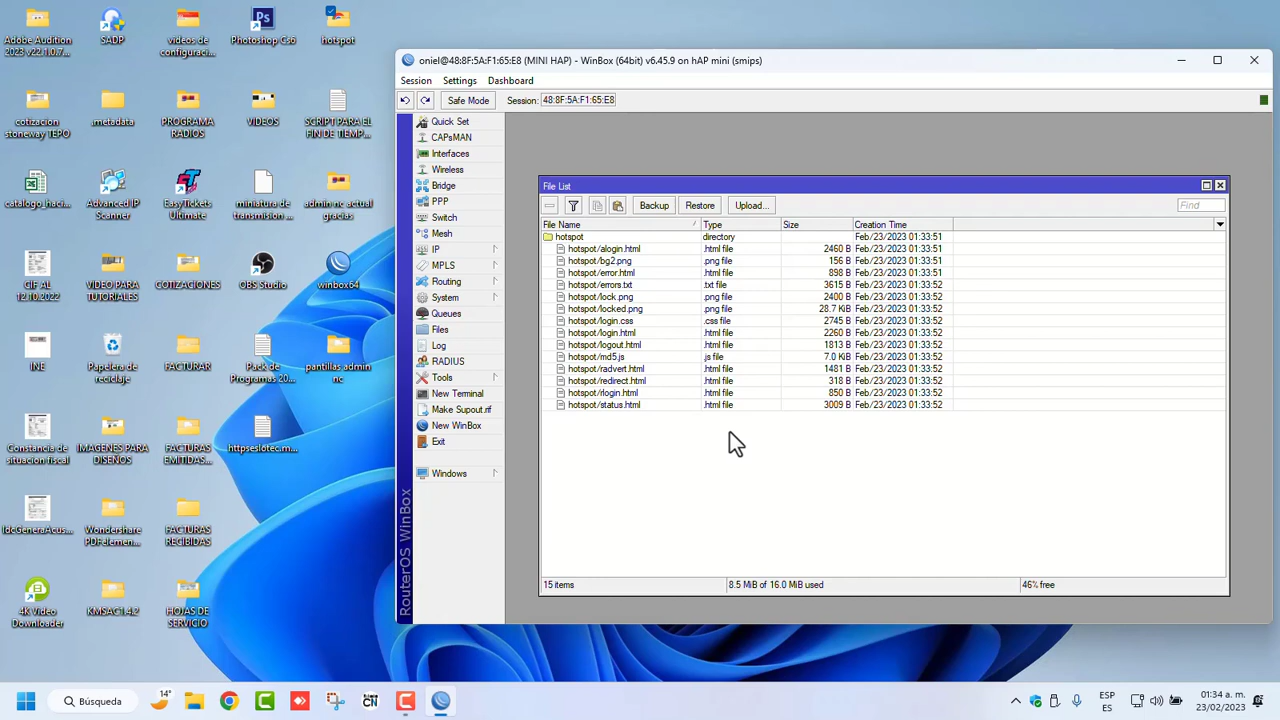 Adobe Audition
2023 v22.1.0.7...
SADP
videos de
configuraci...
Photoshop Cs6
hotspot
cotizacion
stoneway TEPO
.metadata
PROGRAMA
RADIOS
VIDEOS
SCRIPT PARA EL
FIN DE TIEMP...
catalogo_haci...
Advanced IP
Scanner
EasyTickets
Ultimate
miniatura de
transmision ...
admin nc actual
gracias
CIF AL
12.10.2022
VIDEO PARA
TUTORIALES
COTIZACIONES
OBS Studio
winbox64
INE
Papelera de
reciclaje
FACTURAR
Pack de
Programas 20...
pantillas admin
nc
Constancia de
situacion fiscal
IMAGENES PARA
DISEÑOS
FACTURAS
EMITIDAS...
httpseslotec.m...
IdcGeneraAcus...
Wondersha...
PDFelemen...
FACTURAS
RECIBIDAS
4K Video
Downloader
KMSAC1.4.2
HOJAS DE
SERVICIO
oniel@48:8F:5A:F1:65:E8 (MINI HAP) - WinBox (64bit) v6.45.9 on hAP mini (smips)
Session Settings Dashboard
Safe Mode Session: 48:8F:5A:F1:65:E8
Quick Set
CAPsMAN
Interfaces
Wireless
Bridge
PPP
Switch
Mesh
IP
MPLS
Routing
System
Queues
Files
Log
RADIUS
Tools
New Terminal
Make Supout.rif
New WinBox
Exit
Windows
RouterOS WinBox
File List
Backup Restore Upload... Find
File Name Type Size Creation Time
hotspot directory Feb/23/2023 01:33:51
hotspot/alogin.html .html file 2460 B Feb/23/2023 01:33:51
hotspot/bg2.png .png file 156 B Feb/23/2023 01:33:51
hotspot/error.html .html file 898 B Feb/23/2023 01:33:51
hotspot/errors.txt .txt file 3615 B Feb/23/2023 01:33:52
hotspot/lock.png .png file 2400 B Feb/23/2023 01:33:52
hotspot/locked.png .png file 28.7 KiB Feb/23/2023 01:33:52
hotspot/login.css .css file 2745 B Feb/23/2023 01:33:52
hotspot/login.html .html file 2260 B Feb/23/2023 01:33:52
hotspot/logout.html .html file 1813 B Feb/23/2023 01:33:52
hotspot/md5.js .js file 7.0 KiB Feb/23/2023 01:33:52
hotspot/radvert.html .html file 1481 B Feb/23/2023 01:33:52
hotspot/redirect.html .html file 318 B Feb/23/2023 01:33:52
hotspot/rlogin.html .html file 850 B Feb/23/2023 01:33:52
hotspot/status.html .html file 3009 B Feb/23/2023 01:33:52
15 items 8.5 MiB of 16.0 MiB used 46% free
Búsqueda
14°
ESP
ES
01:34 a. m.
23/02/2023